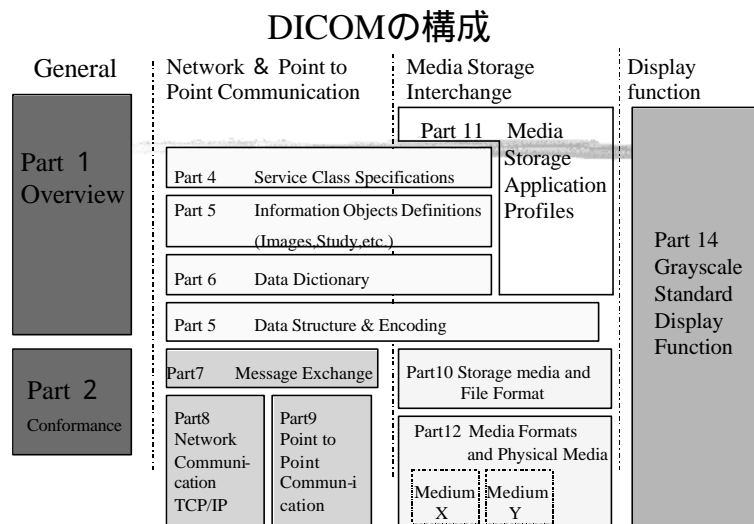 DICOMの構成
General
Network & Point to
Point Communication
Media Storage
Interchange
Display
function
Part 1
Overview
Part 2
Conformance
Part 11 Media
Storage
Application
Profiles
Part 4 Service Class Specifications
Part 5 Information Objects Definitions
(Images,Study,etc.)
Part 6 Data Dictionary
Part 5 Data Structure & Encoding
Part7 Message Exchange
Part8
Network
Communi-
cation
TCP/IP
Part9
Point to
Point
Communi-
cation
Part10 Storage media and
File Format
Part12 Media Formats
and Physical Media
Medium
X
Medium
Y
Part 14
Grayscale
Standard
Display
Function